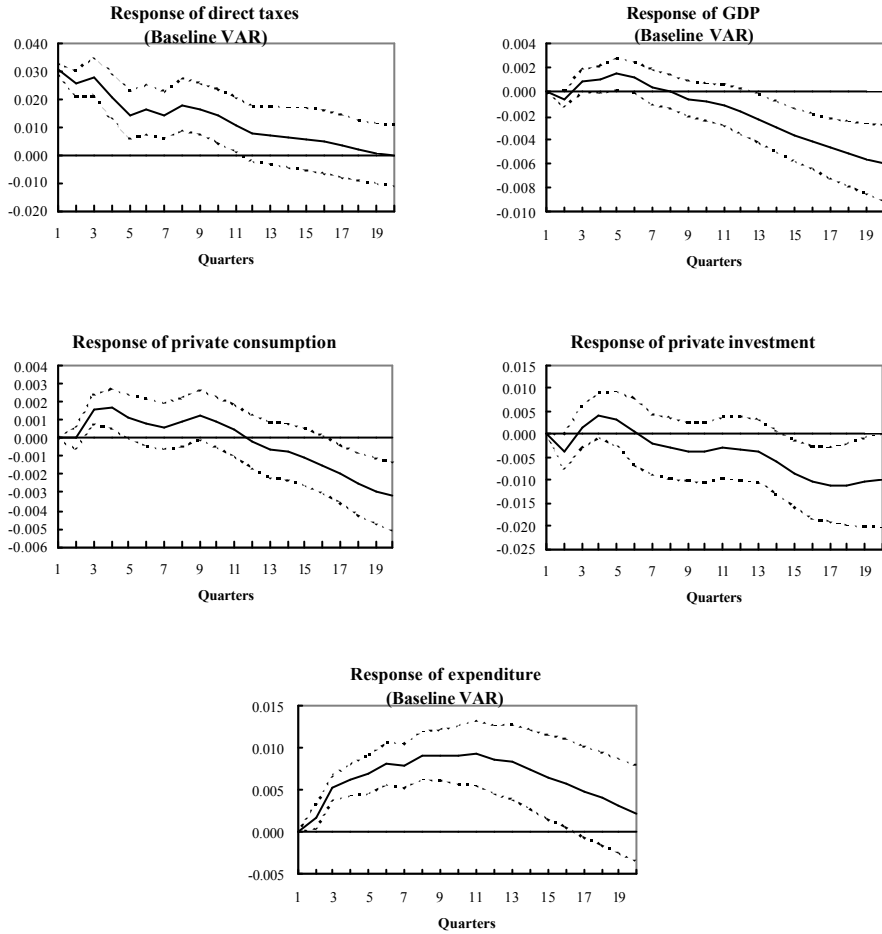 Response of direct taxes
(Baseline VAR)
0.040
0.030
0.020
0.010
0.000
-0.010
-0.020
1 3 5 7 9 11 13 15 17 19
Quarters
Response of GDP
(Baseline VAR)
0.004
0.002
0.000
-0.002
-0.004
-0.006
-0.008
-0.010
1 3 5 7 9 11 13 15 17 19
Quarters
Response of private consumption
0.004
0.003
0.002
0.001
0.000
-0.001
-0.002
-0.003
-0.004
-0.005
-0.006
1 3 5 7 9 11 13 15 17 19
Quarters
Response of private investment
0.015
0.010
0.005
0.000
-0.005
-0.010
-0.015
-0.020
-0.025
1 3 5 7 9 11 13 15 17 19
Quarters
Response of expenditure
(Baseline VAR)
0.015
0.010
0.005
0.000
-0.005
1 3 5 7 9 11 13 15 17 19
Quarters